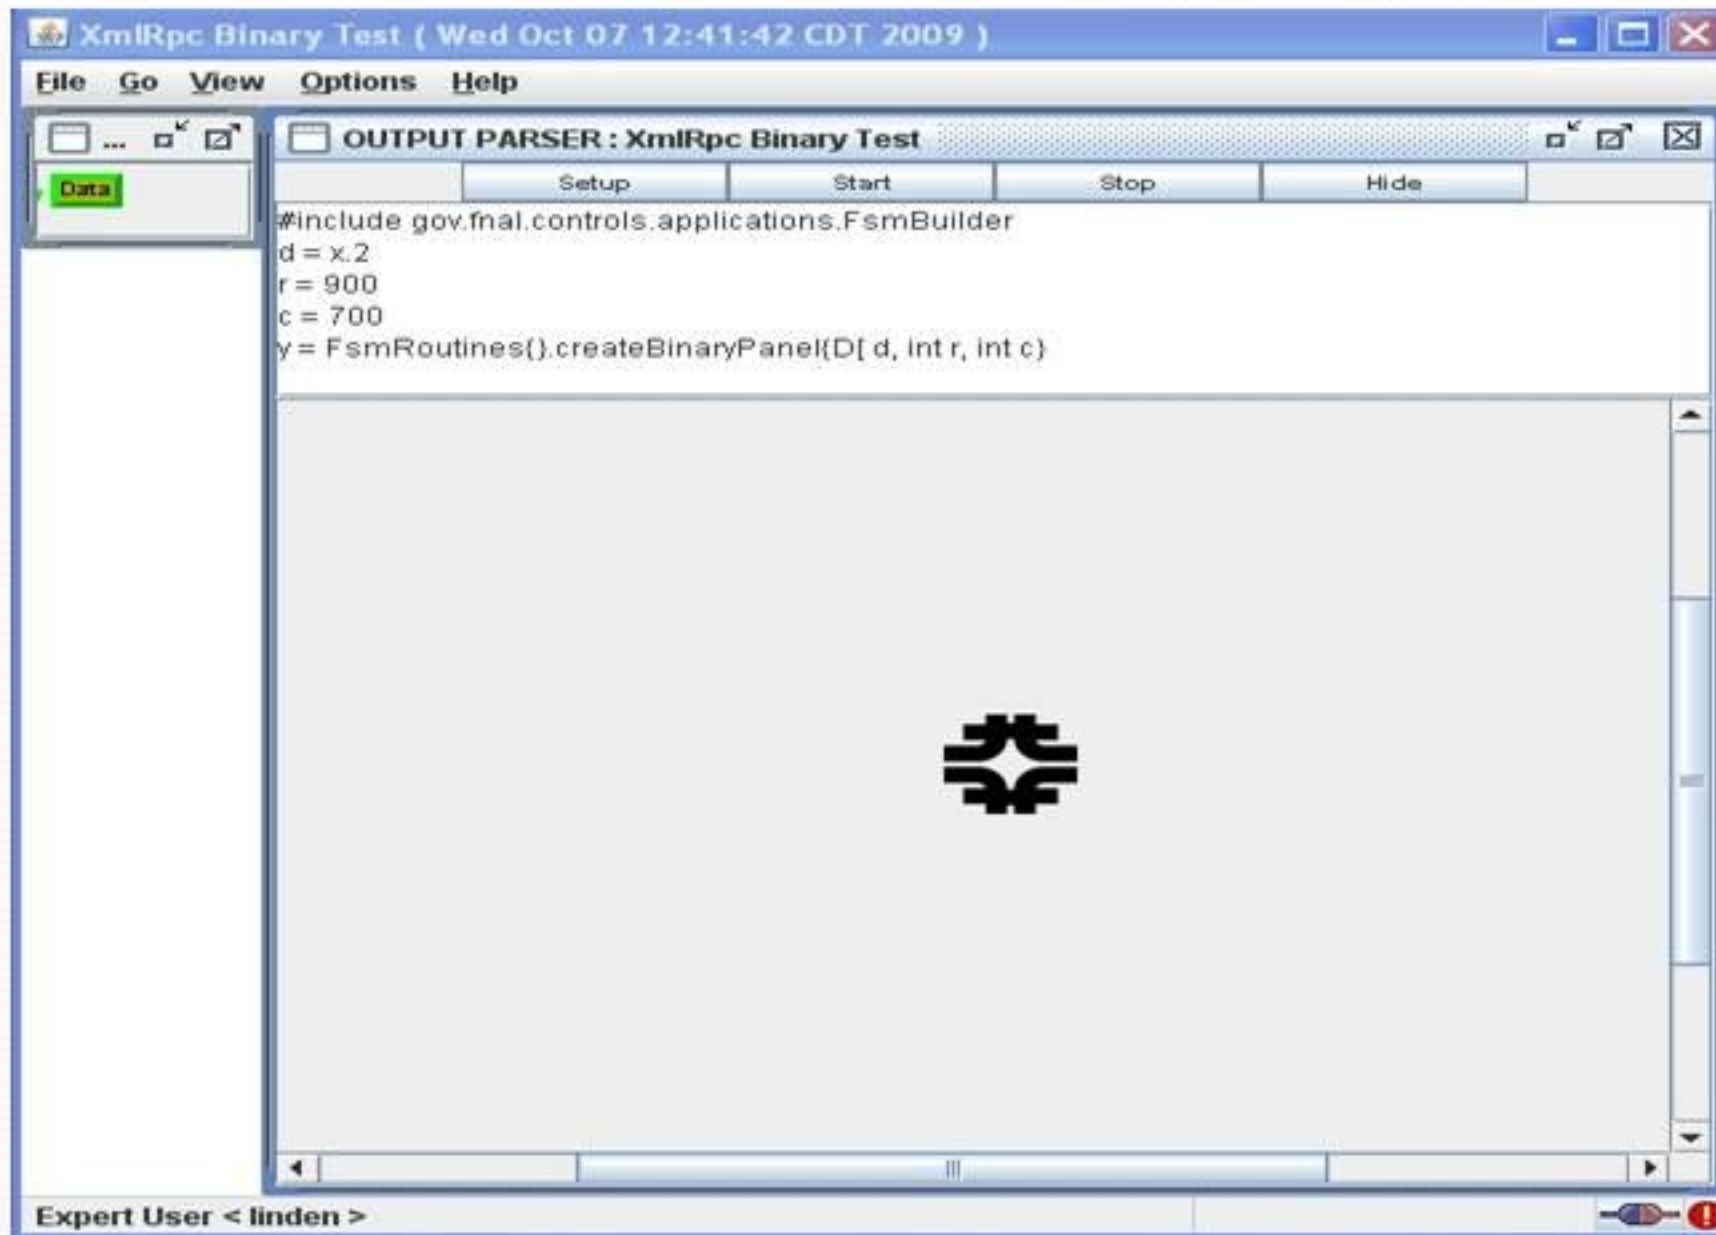 XmlRpc Binary Test ( Wed Oct 07 12:41:42 CDT 2009 )
File Go View Options Help
... OUTPUT PARSER : XmlRpc Binary Test
Data
Setup Start Stop Hide
#include gov.fnal.controls.applications.FsmBuilder
d = x.2
r = 900
c = 700
y = FsmRoutines{}.createBinaryPanel{D[ d, int r, int c}
Expert User < linden >